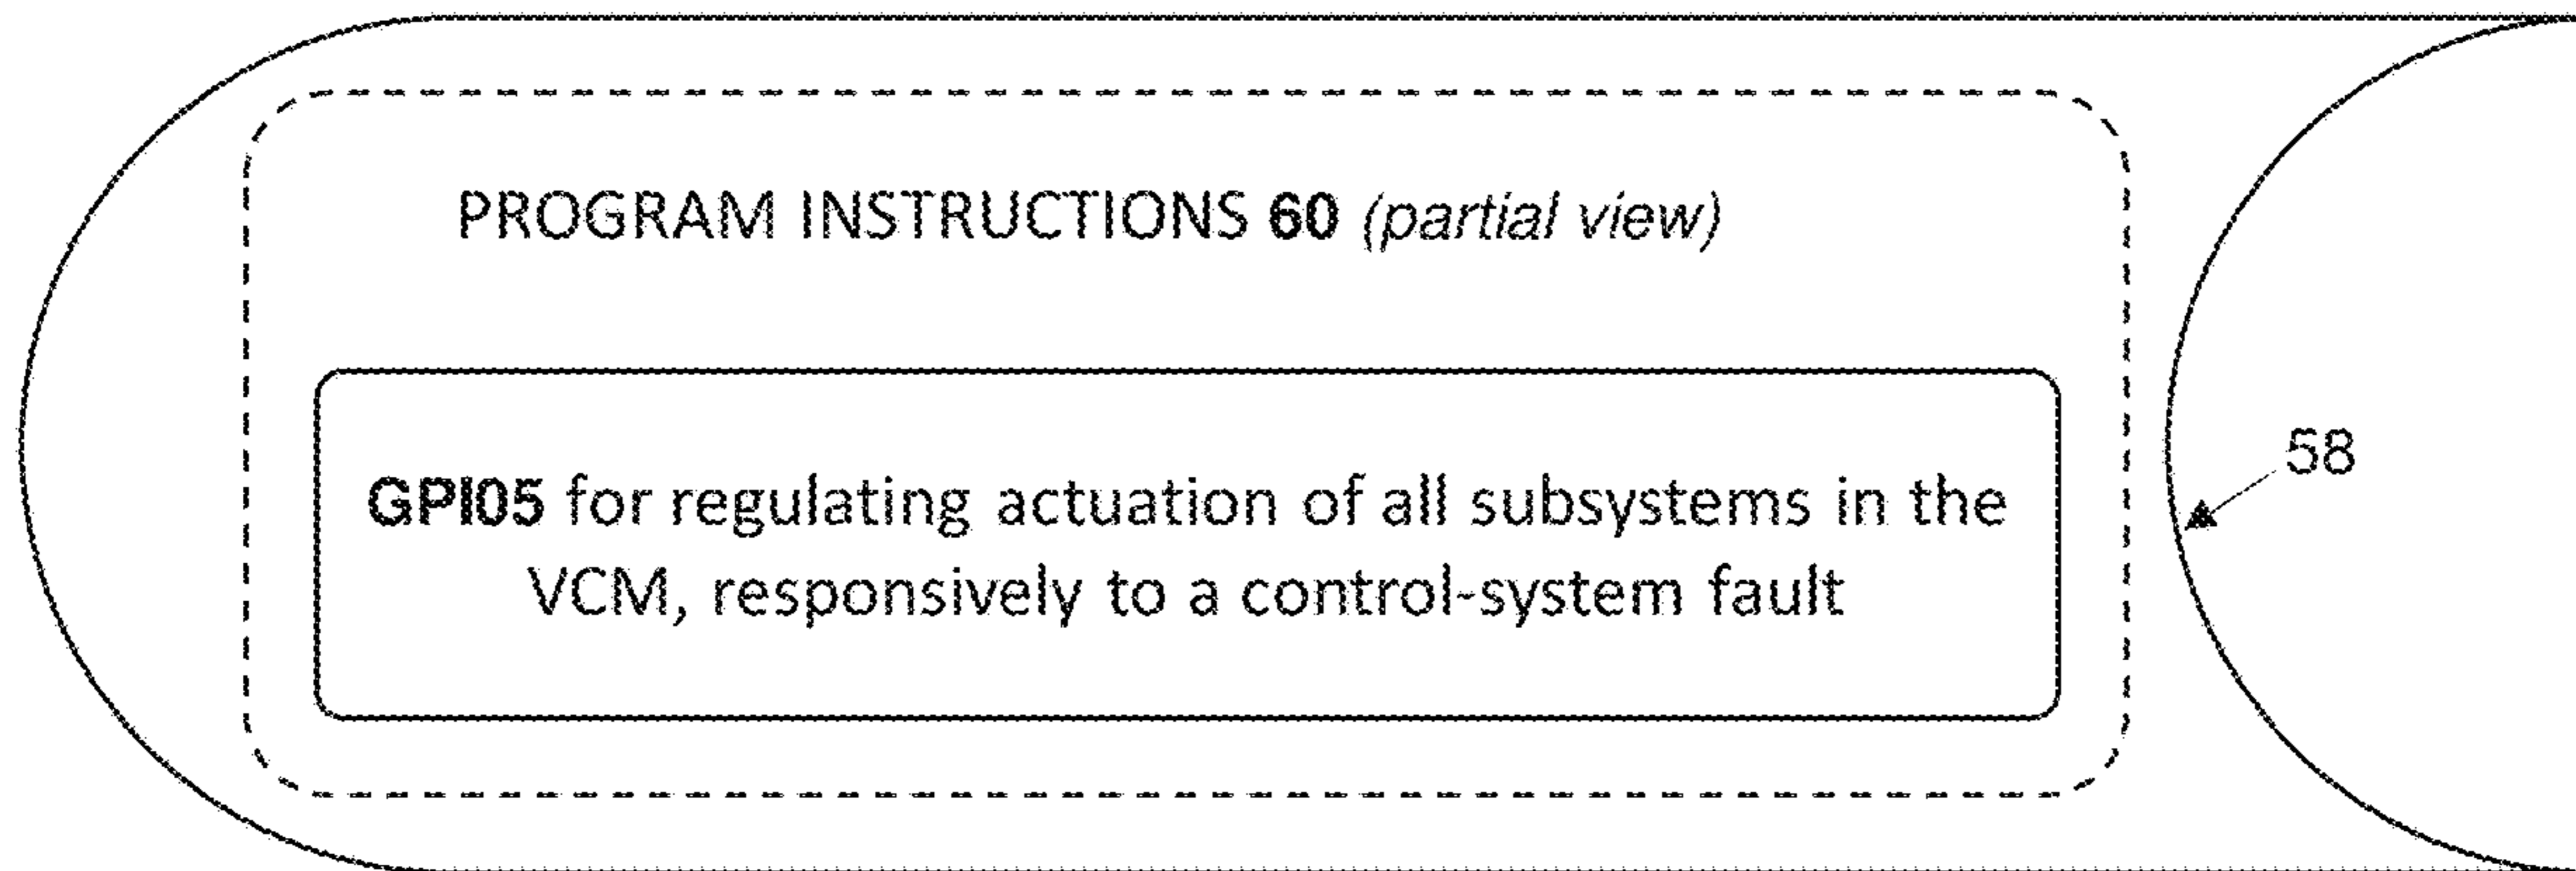 PROGRAM INSTRUCTIONS 60 (partial view)
GPI05 for regulating actuation of all subsystems in the
VCM, responsively to a control-system fault
58